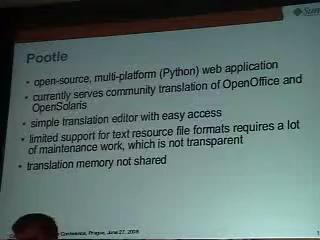 Sun
Pootle
• open-source, multi-platform (Python) web application
• currently serves community translation of OpenOffice and
OpenSolaris
• simple translation editor with easy access
• limited support for text resource file formats requires a lot
of maintenance work, which is not transparent
• translation memory not shared
Conference, Prague, June 27, 2008